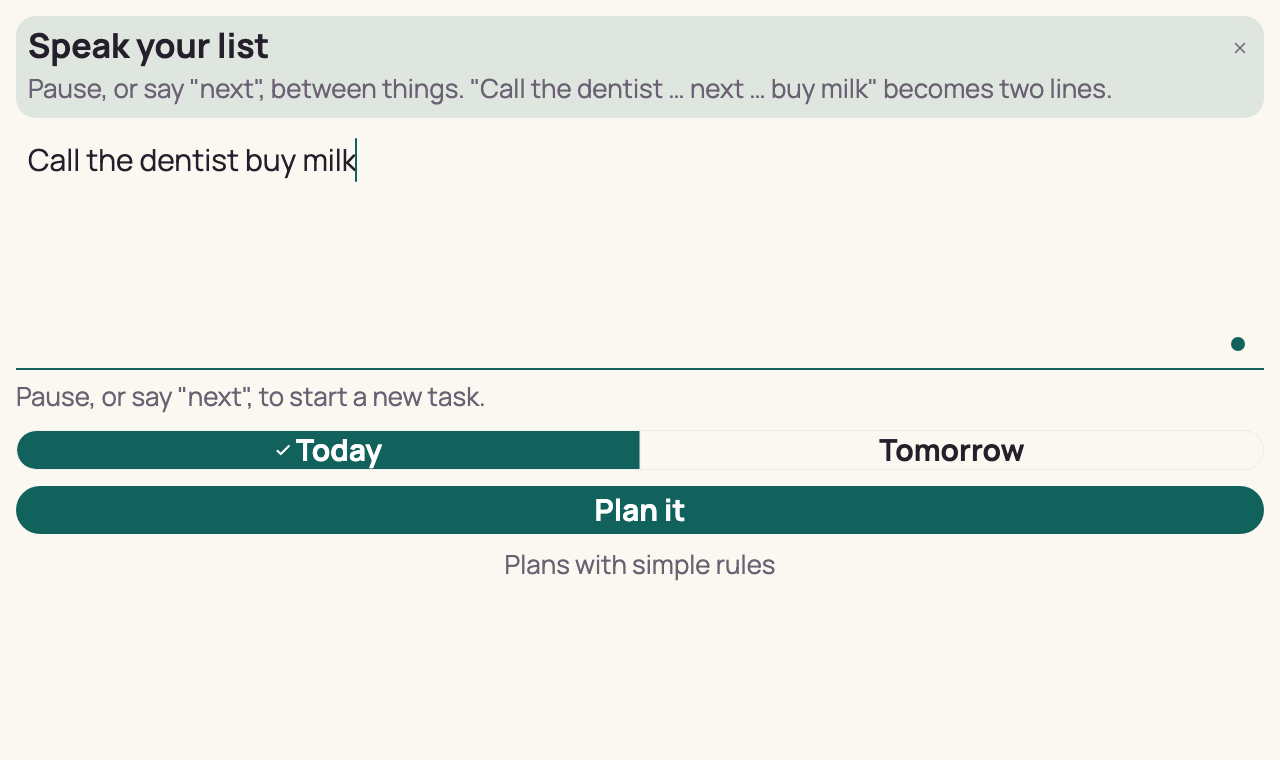 Speak your list
Pause, or say "next", between things. "Call the dentist … next … buy milk" becomes two lines.
Call the dentist buy milk
Pause, or say "next", to start a new task.
Today
Tomorrow
Plan it
Plans with simple rules